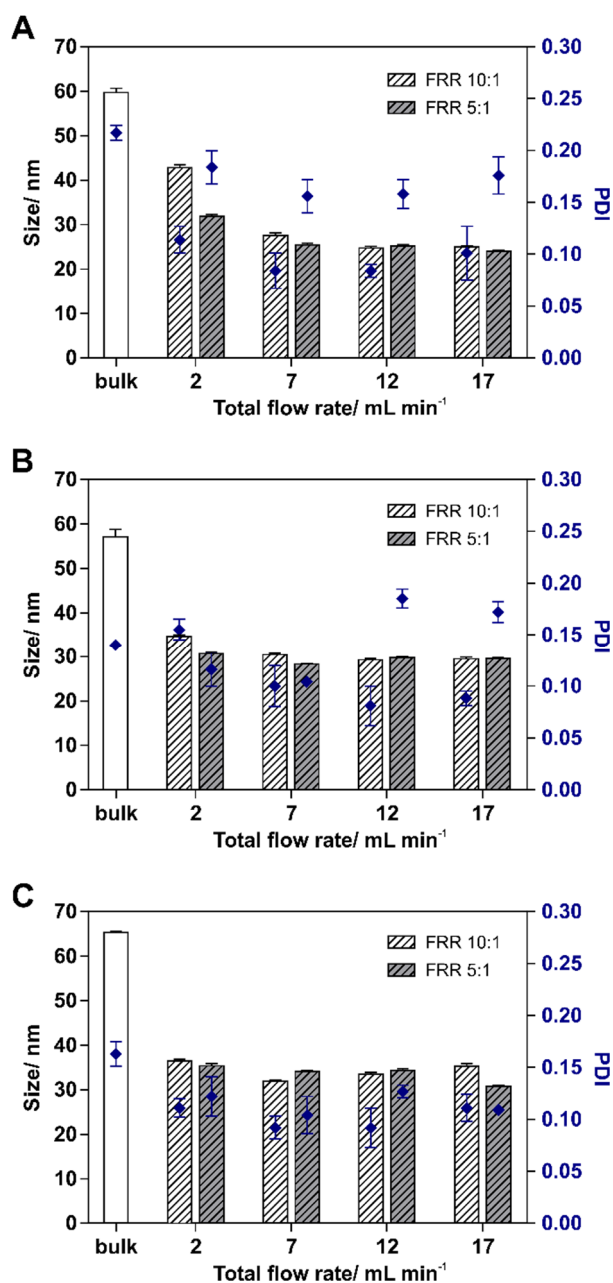 A
70
60
50
40
30
20
10
0
Size/ nm
FRR 10:1
FRR 5:1
0.30
0.25
0.20
0.15
0.10
0.05
0.00
PDI
bulk 2 7 12 17
Total flow rate/ mL min⁻¹
B
70
60
50
40
30
20
10
0
Size/ nm
FRR 10:1
FRR 5:1
0.30
0.25
0.20
0.15
0.10
0.05
0.00
PDI
bulk 2 7 12 17
Total flow rate/ mL min⁻¹
C
70
60
50
40
30
20
10
0
Size/ nm
FRR 10:1
FRR 5:1
0.30
0.25
0.20
0.15
0.10
0.05
0.00
PDI
bulk 2 7 12 17
Total flow rate/ mL min⁻¹